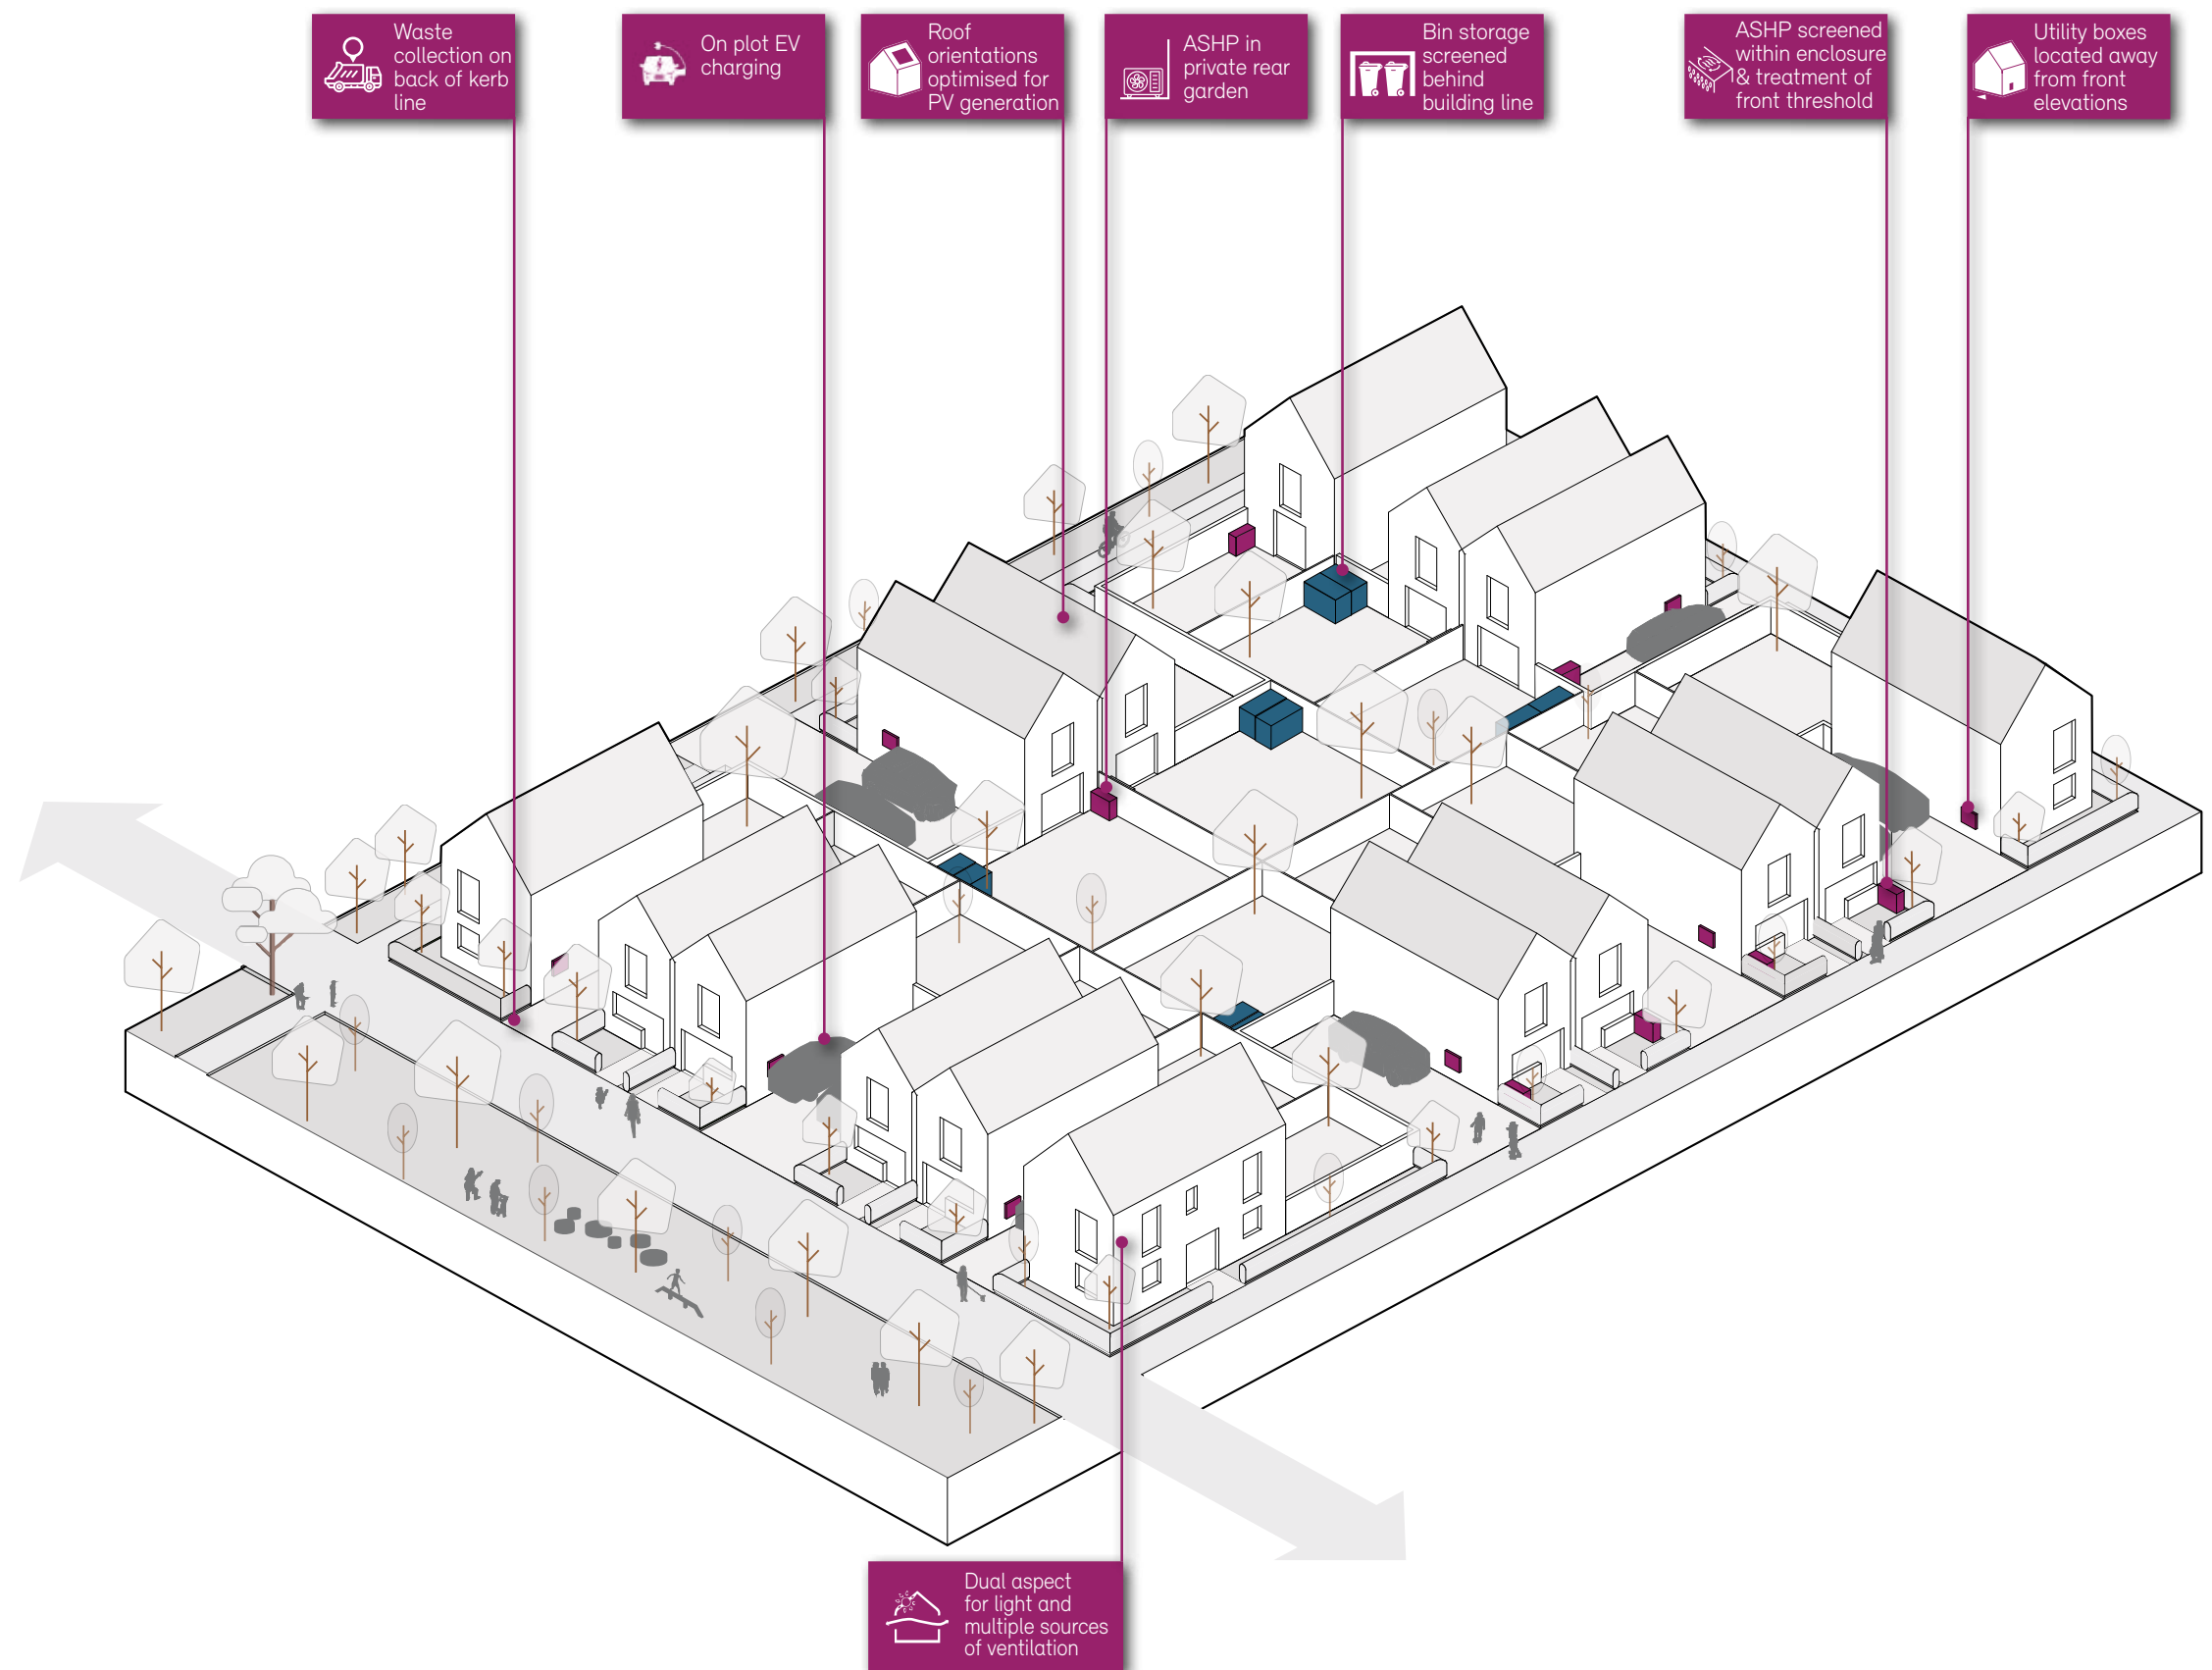 Waste
collection on
back of kerb
line
On plot EV
charging
Roof
orientations
optimised for
PV generation
ASHP in
private rear
garden
Bin storage
screened
behind
building line
ASHP screened
within enclosure
& treatment of
front threshold
Utility boxes
located away
from front
elevations
Dual aspect
for light and
multiple sources
of ventilation